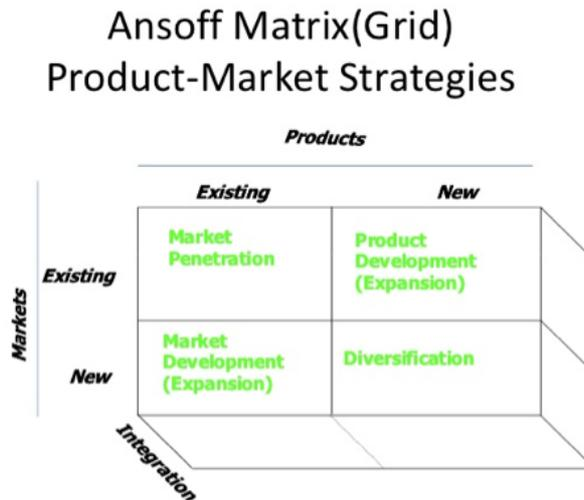 Ansoff Matrix(Grid)
Product-Market Strategies
Products
Existing
New
Markets
Existing
Market
Penetration
Product
Development
(Expansion)
New
Market
Development
(Expansion)
Diversification
Integration